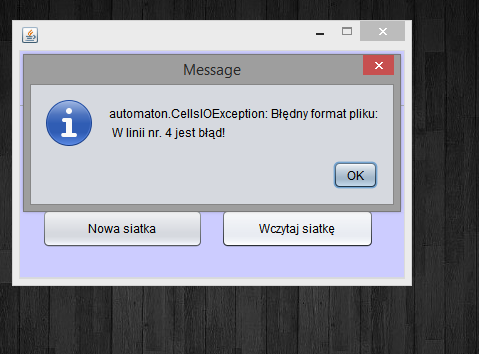 Message
automaton.CellsIOException: Błędny format pliku:
W linii nr. 4 jest błąd!
OK
Nowa siatka
Wczytaj siatkę